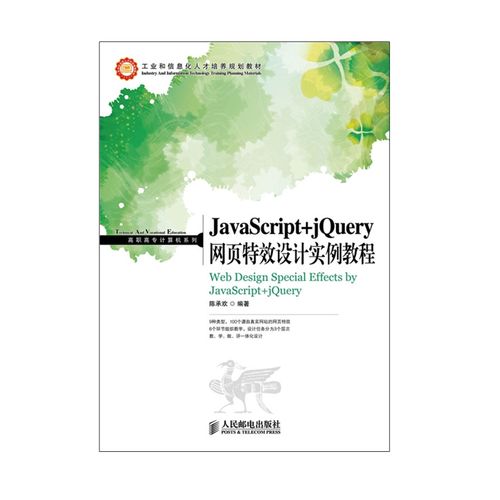 工业和信息化人才培养规划教材
Industry And Information Technology Training Planning Materials
Technical And Vocational Education
高职高专计算机系列
JavaScript+jQuery
网页特效设计实例教程
Web Design Special Effects by
JavaScript+jQuery
陈承欢 ◎ 编著
9种类型，100个源自真实网站的网页特效
6个环节组织教学，设计任务分为3个层次
教、学、做、评一体化设计
人民邮电出版社
POSTS & TELECOM PRESS